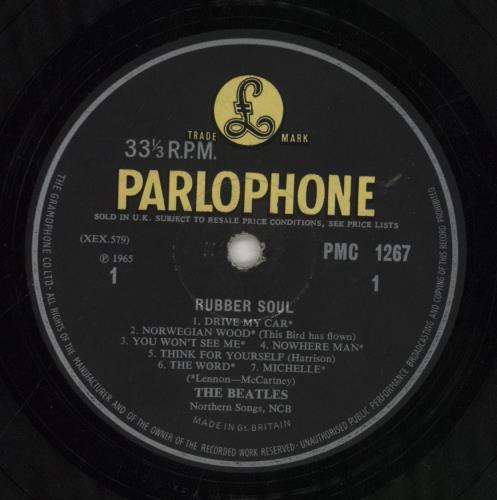 £
TRADE MARK
33⅓ R.P.M.
PARLOPHONE
SOLD IN U.K. SUBJECT TO RESALE PRICE CONDITIONS, SEE PRICE LISTS
(XEX.579)
PMC 1267
℗ 1965
1
1
RUBBER SOUL
1. DRIVE MY CAR*
2. NORWEGIAN WOOD* (This Bird has flown)
3. YOU WON'T SEE ME* 4. NOWHERE MAN*
5. THINK FOR YOURSELF (Harrison)
6. THE WORD* 7. MICHELLE*
(*Lennon—McCartney)
THE BEATLES
Northern Songs, NCB
MADE IN GT. BRITAIN
THE GRAMOPHONE CO LTD· ALL RIGHTS OF THE MANUFACTURER AND OF THE OWNER OF THE RECORDED WORK RESERVED· UNAUTHORISED PUBLIC PERFORMANCE, BROADCASTING AND COPYING OF THIS RECORD PROHIBITED